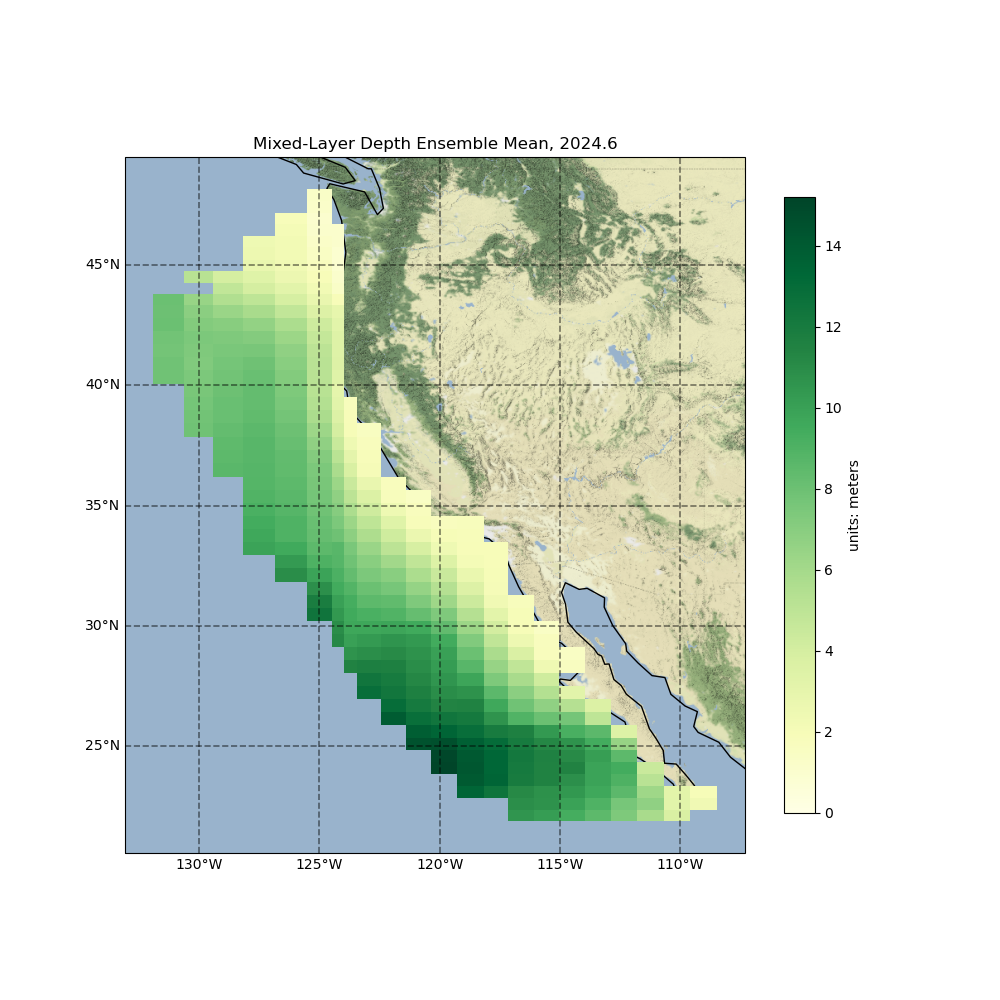 Mixed-Layer Depth Ensemble Mean, 2024.6
45°N
40°N
35°N
30°N
25°N
130°W
125°W
120°W
115°W
110°W
14
12
10
8
6
4
2
0
units: meters